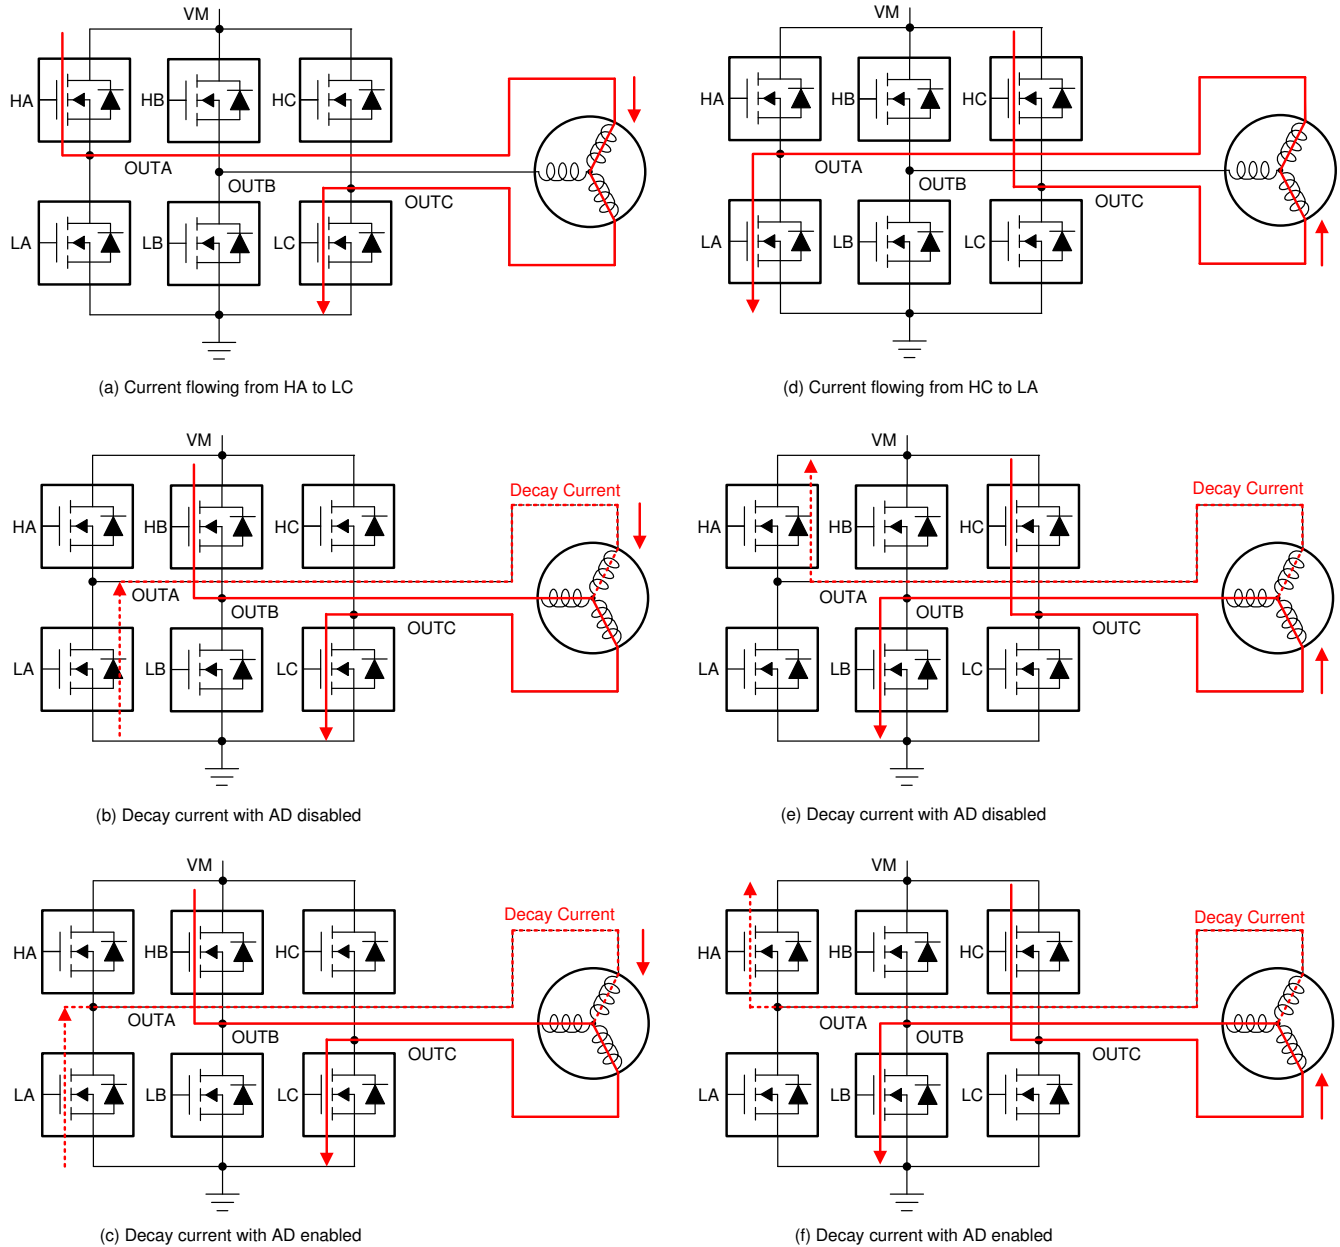 VM
HA
HB
HC
OUTA
OUTB
OUTC
LA
LB
LC
(a) Current flowing from HA to LC
VM
HA
HB
HC
OUTA
OUTB
OUTC
LA
LB
LC
(d) Current flowing from HC to LA
VM
Decay Current
HA
HB
HC
OUTA
OUTB
OUTC
LA
LB
LC
(b) Decay current with AD disabled
VM
Decay Current
HA
HB
HC
OUTA
OUTB
OUTC
LA
LB
LC
(e) Decay current with AD disabled
VM
Decay Current
HA
HB
HC
OUTA
OUTB
OUTC
LA
LB
LC
(c) Decay current with AD enabled
VM
Decay Current
HA
HB
HC
OUTA
OUTB
OUTC
LA
LB
LC
(f) Decay current with AD enabled